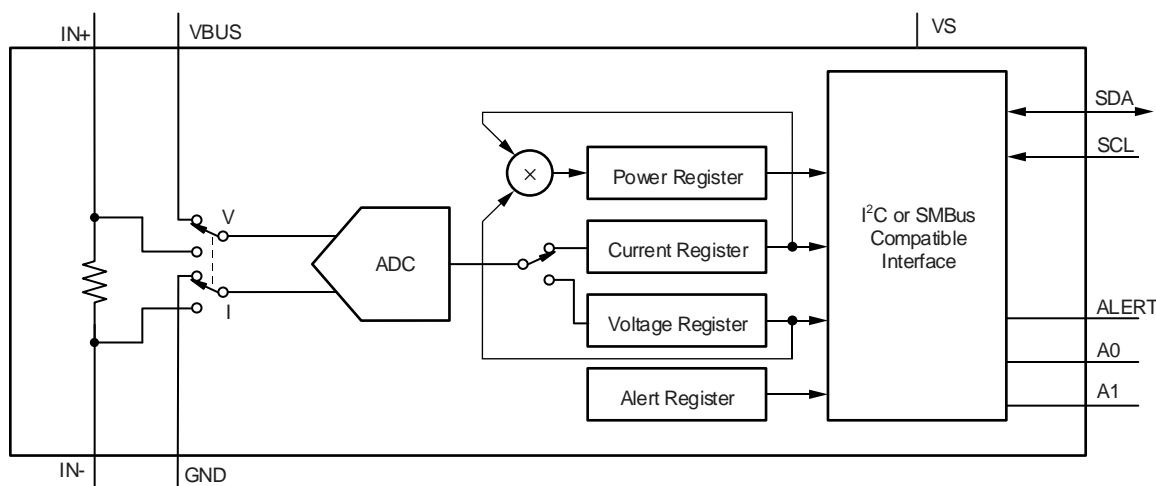 IN+
VBUS
VS
SDA
SCL
×
Power Register
I²C or SMBus
Compatible
Interface
V
ADC
Current Register
I
Voltage Register
ALERT
A0
Alert Register
A1
IN-
GND